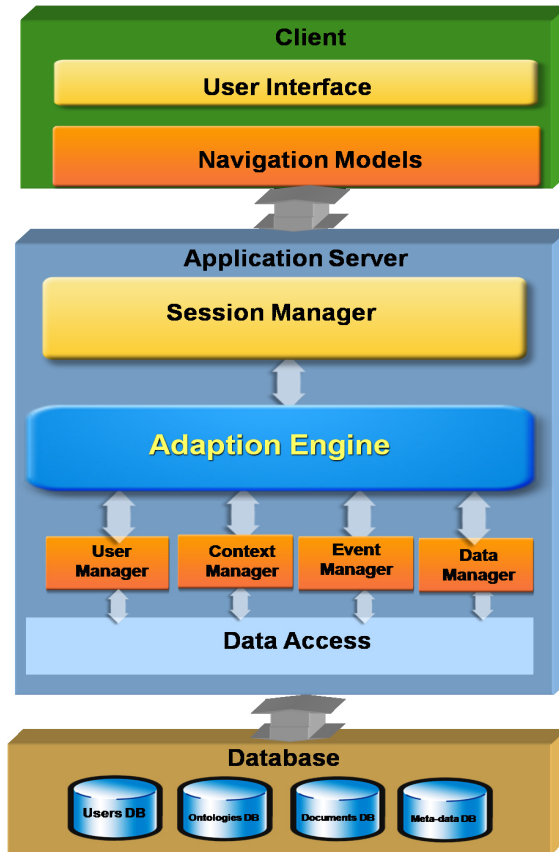 Client
User Interface
Navigation Models
Application Server
Session Manager
Adaption Engine
User
Manager
Context
Manager
Event
Manager
Data
Manager
Data Access
Database
Users DB
Ontologies DB
Documents DB
Meta-data DB